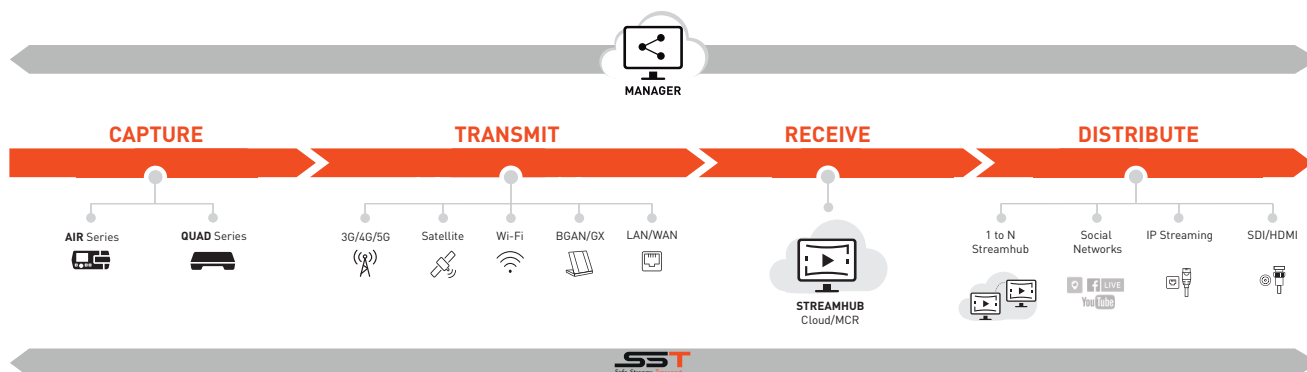 MANAGER
CAPTURE
TRANSMIT
RECEIVE
DISTRIBUTE
AIR Series
QUAD Series
3G/4G/5G
Satellite
Wi-Fi
BGAN/GX
LAN/WAN
STREAMHUB
Cloud/MCR
1 to N
Streamhub
Social
Networks
IP Streaming
SDI/HDMI
f LIVE
YouTube
SST